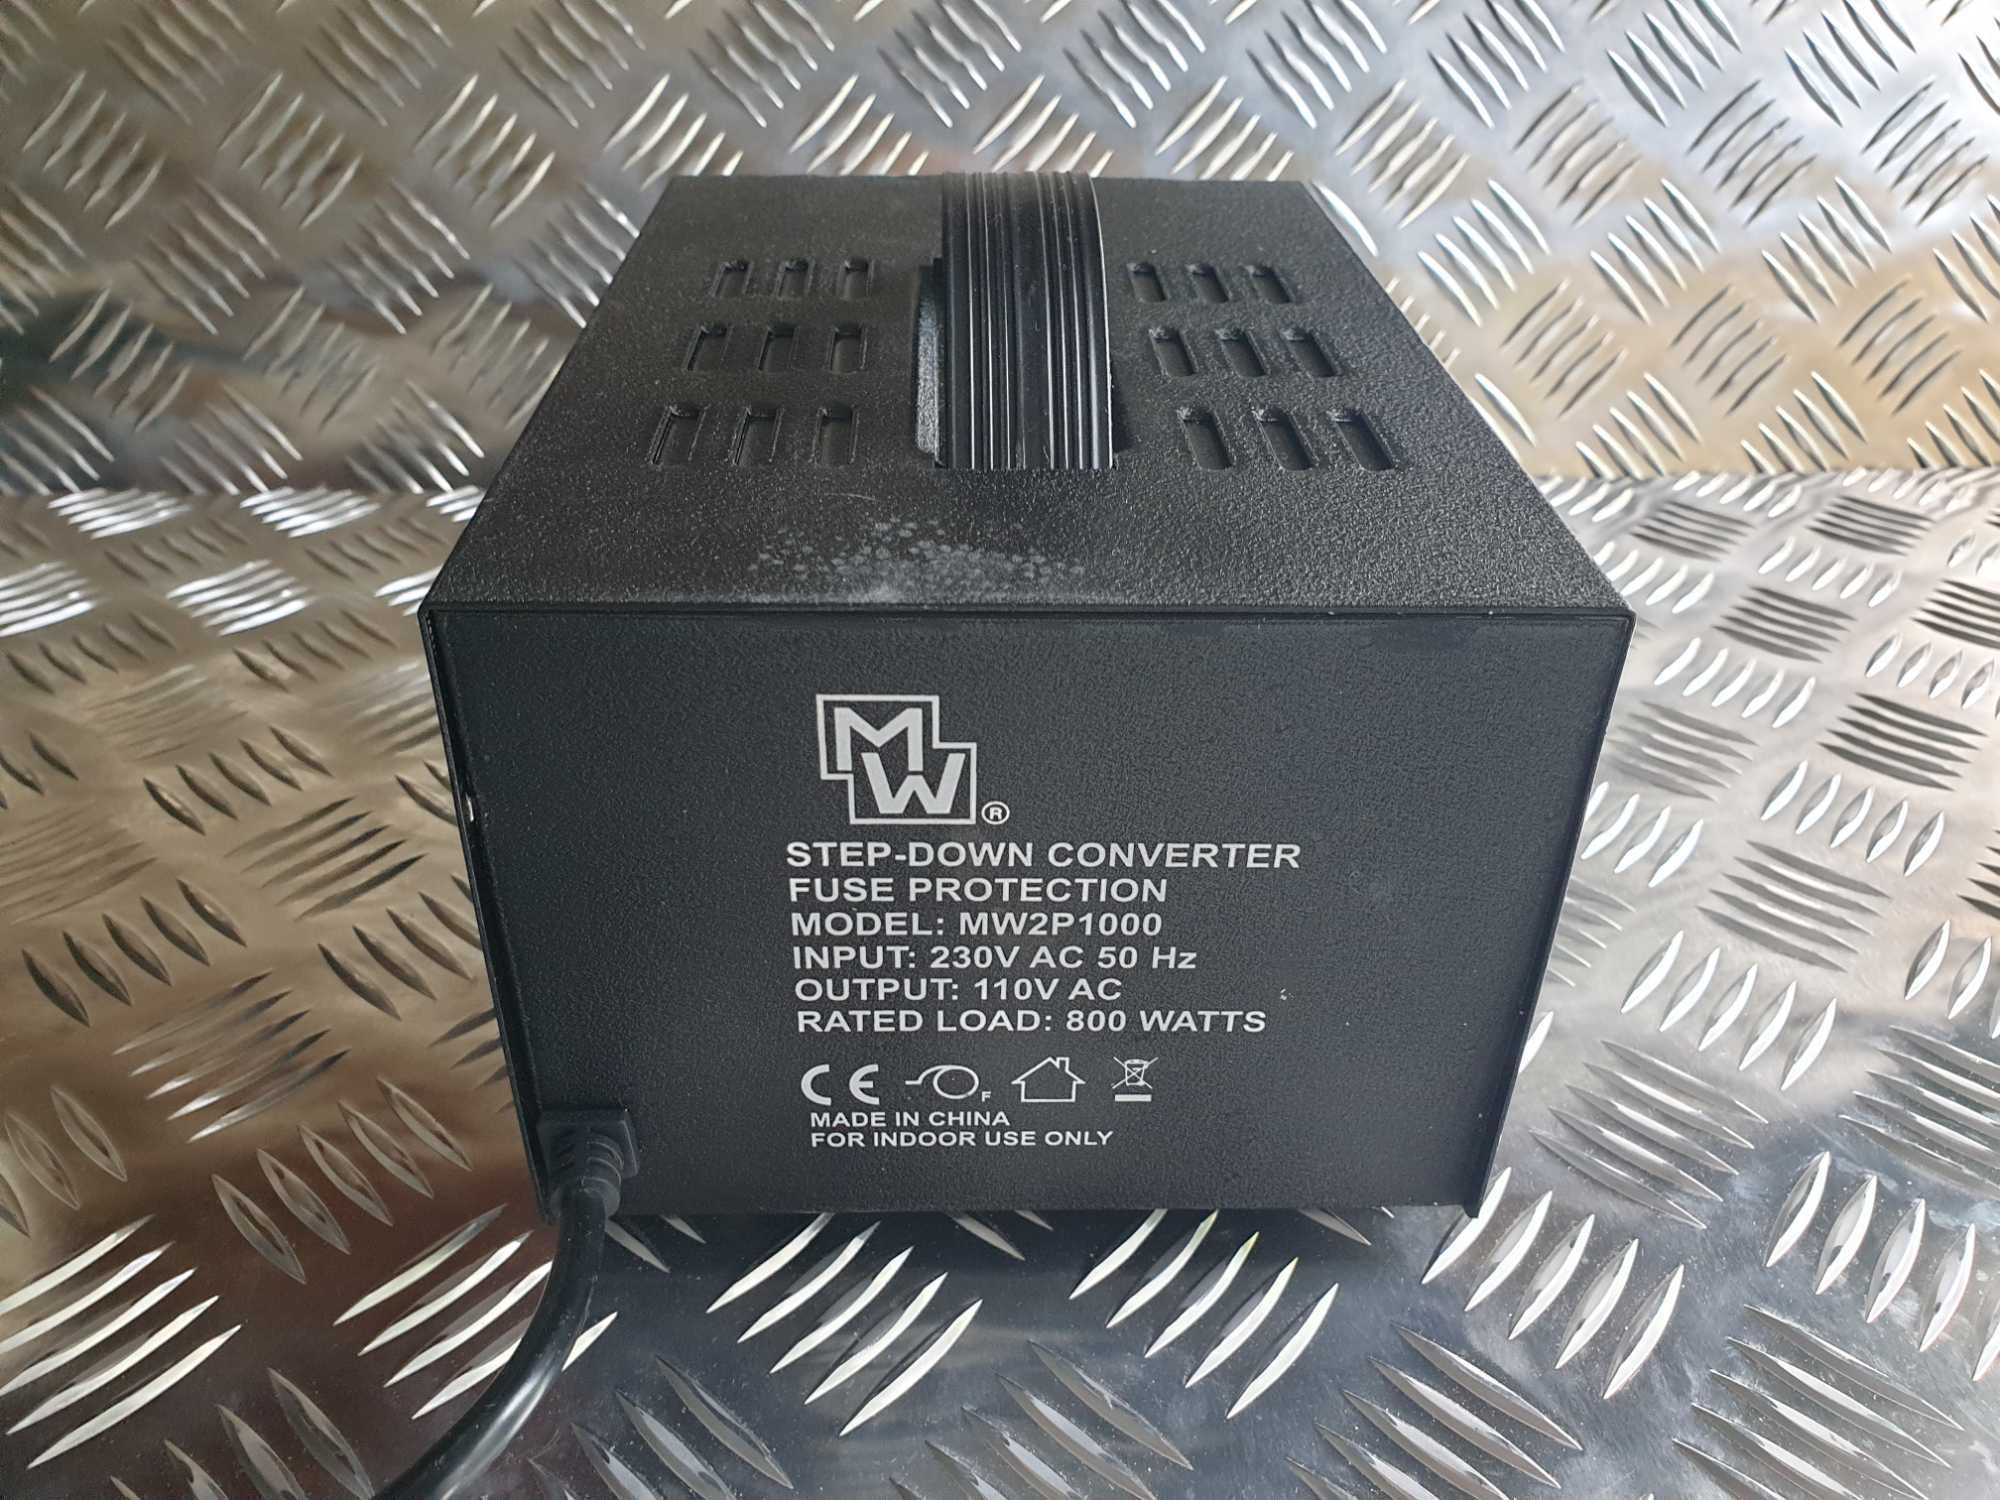 MW®
STEP-DOWN CONVERTER
FUSE PROTECTION
MODEL: MW2P1000
INPUT: 230V AC 50 Hz
OUTPUT: 110V AC
RATED LOAD: 800 WATTS
CE F
MADE IN CHINA
FOR INDOOR USE ONLY